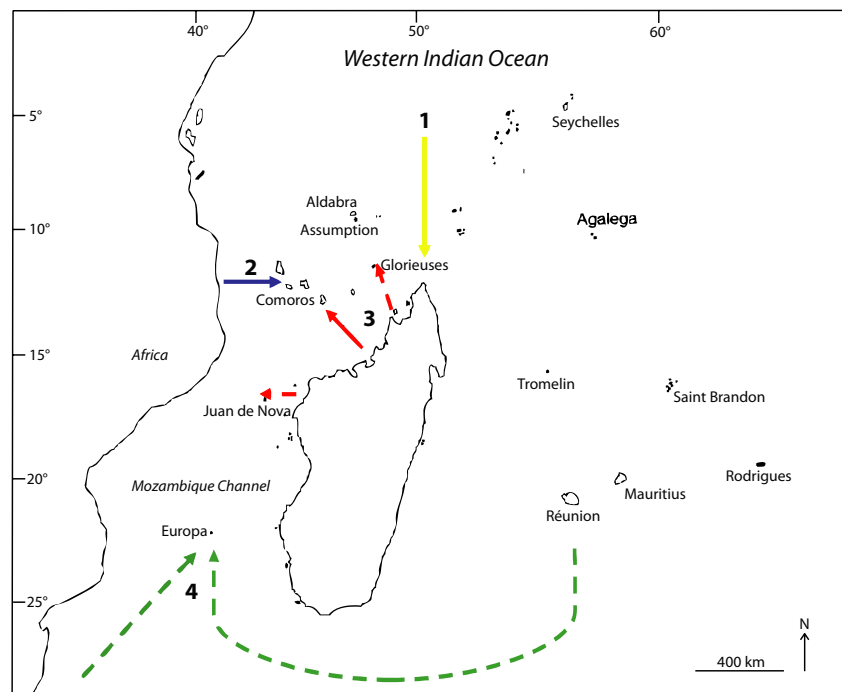 40° 50° 60°
Western Indian Ocean
5°
1
Seychelles
Aldabra
Assumption
10°
Agalega
Glorieuses
2
Comoros
3
15°
Africa
Tromelin
Saint Brandon
Juan de Nova
20°
Mozambique Channel
Rodrigues
Mauritius
Réunion
Europa
4
25°
N
400 km